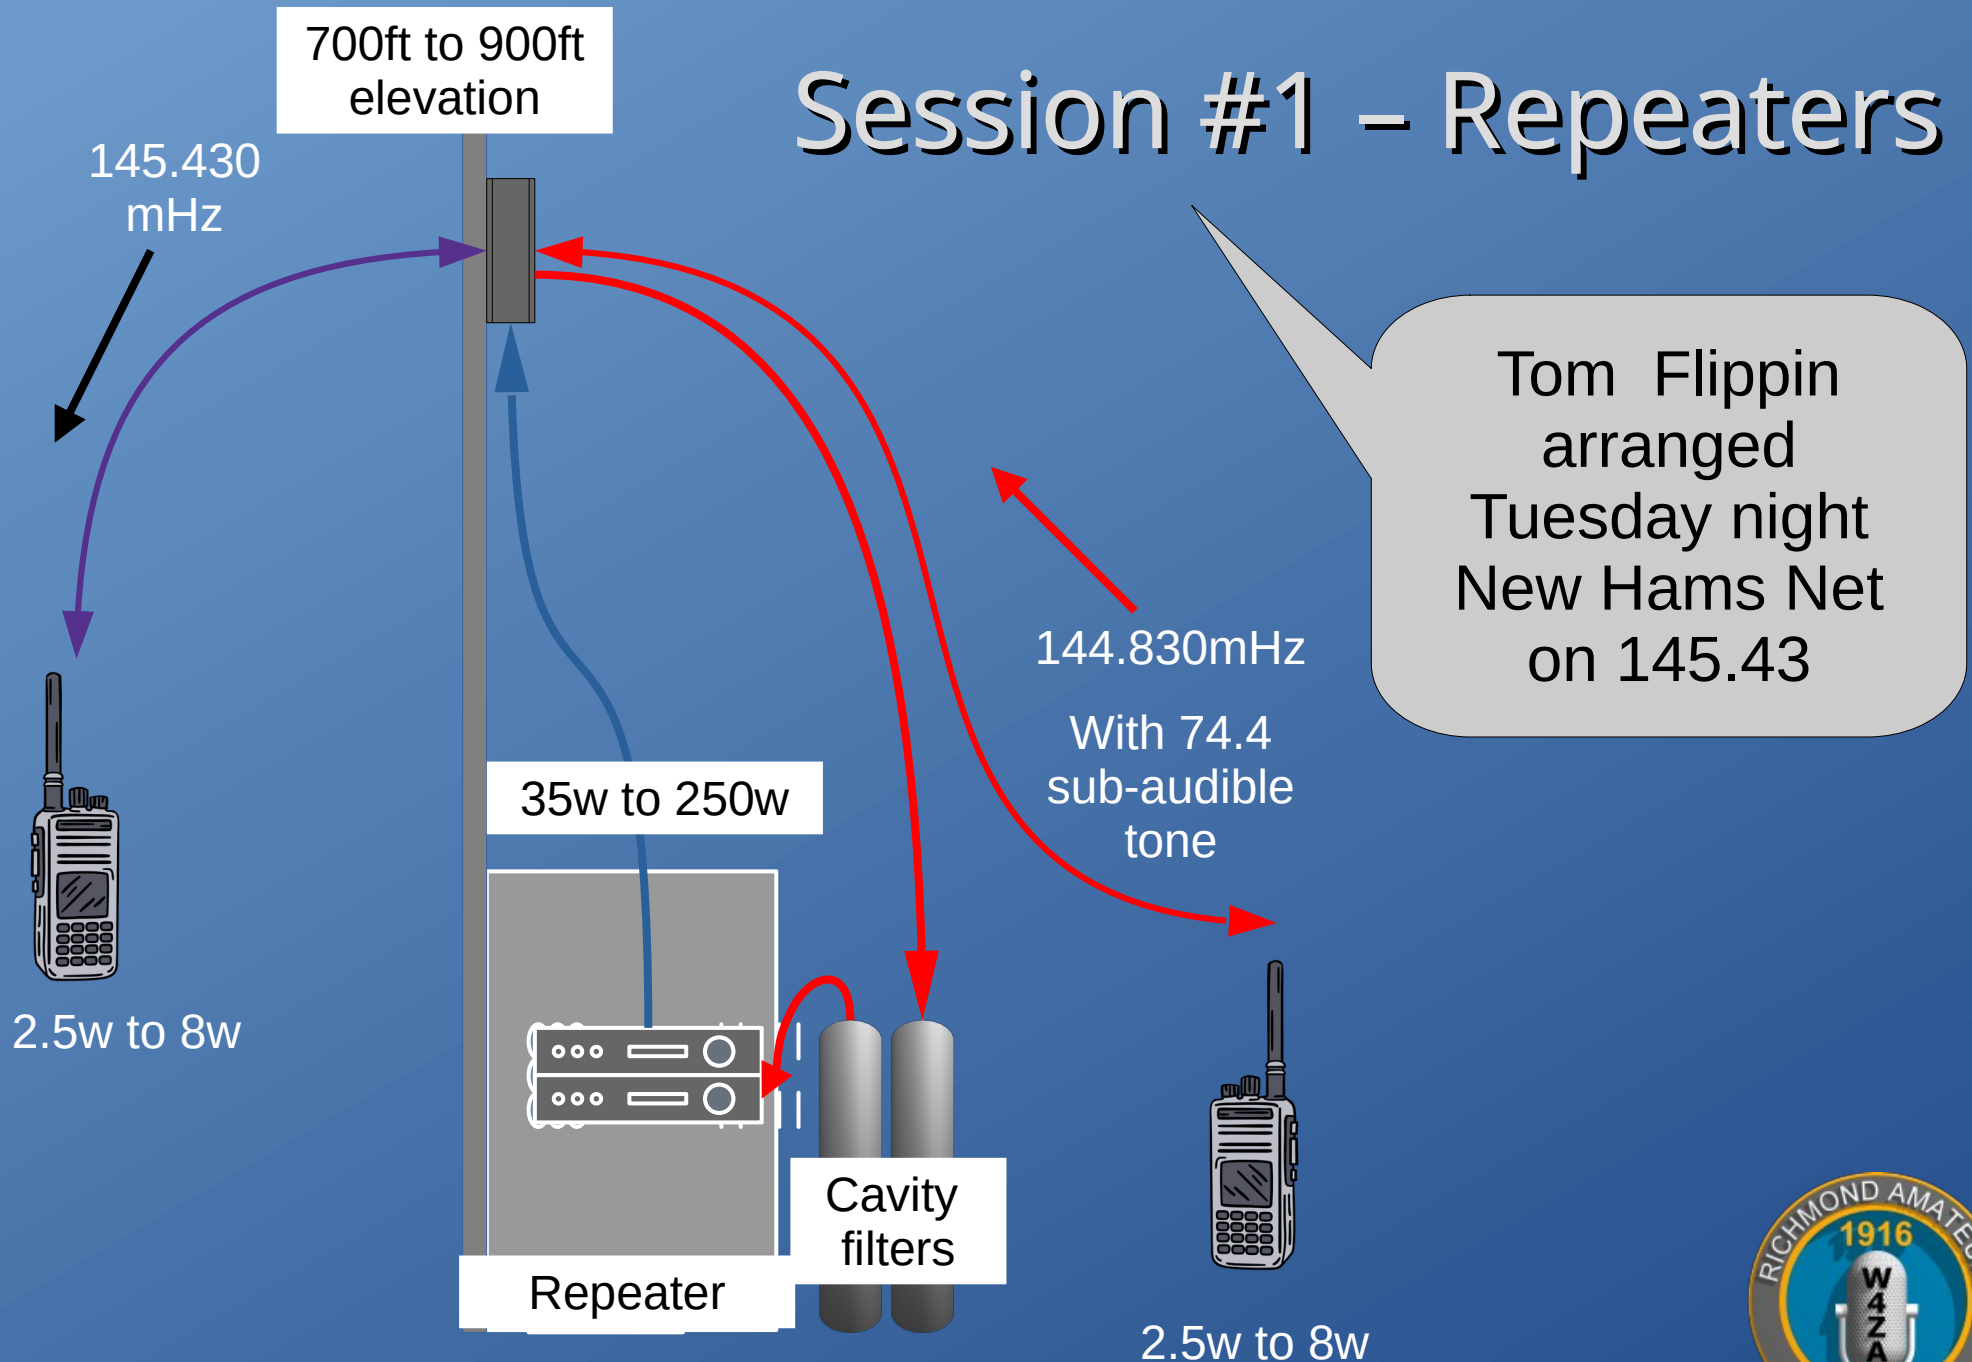 700ft to 900ft
elevation
Session #1 – Repeaters
145.430
mHz
Tom Flippin
arranged
Tuesday night
New Hams Net
on 145.43
144.830mHz
With 74.4
sub-audible
tone
35w to 250w
2.5w to 8w
Cavity
filters
Repeater
2.5w to 8w
RICHMOND
1916
W4ZA